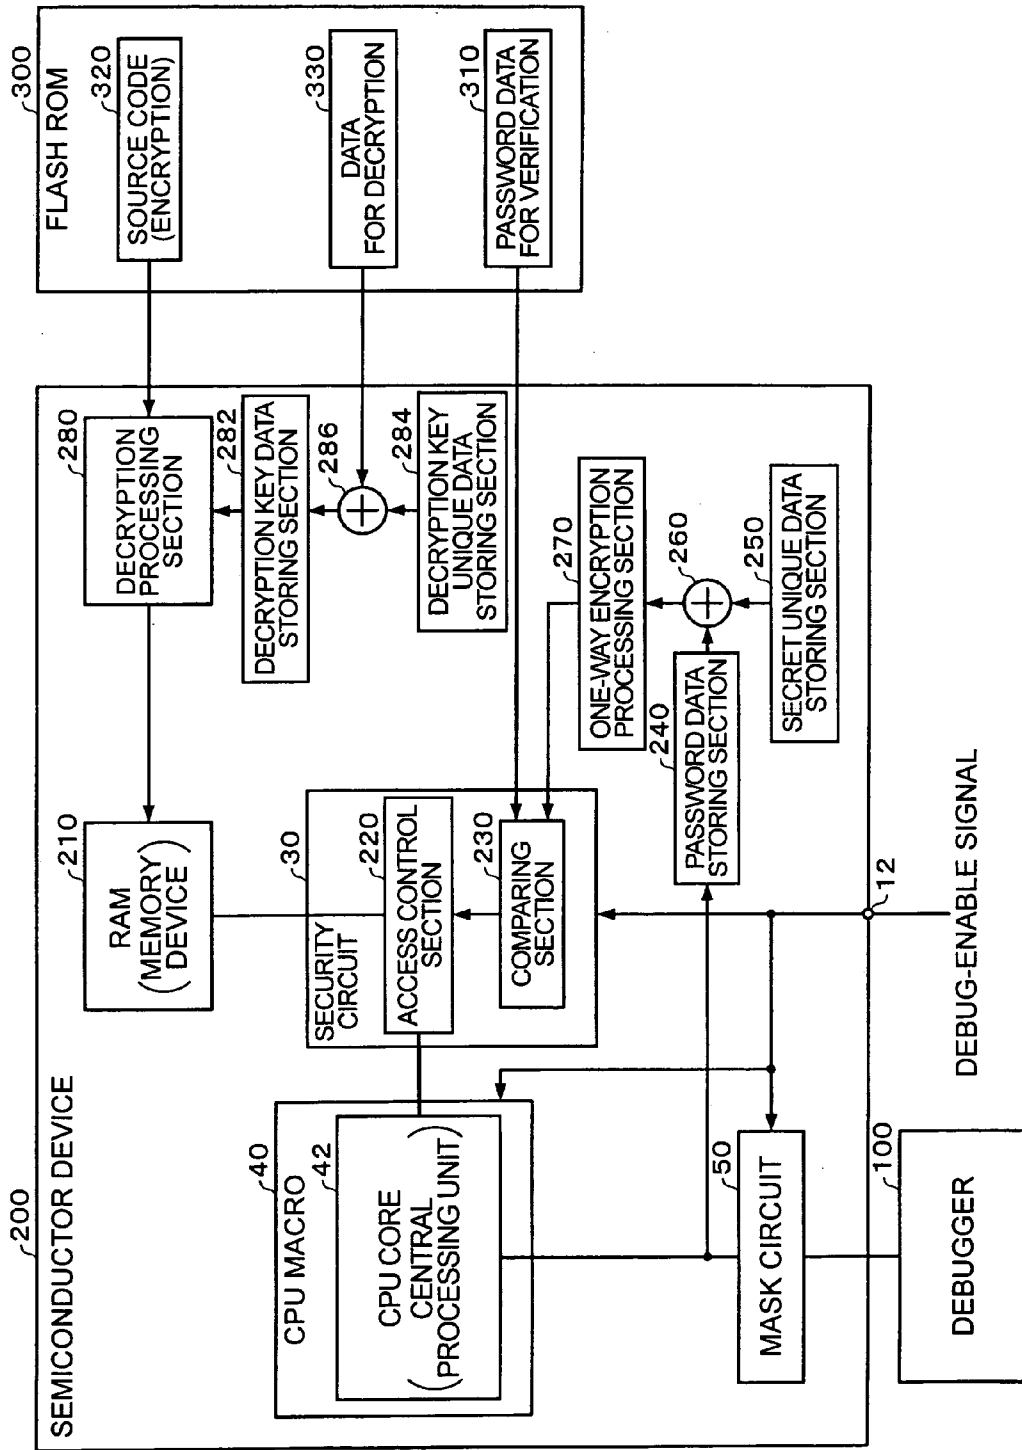 200
SEMICONDUCTOR DEVICE
40
CPU MACRO
42
CPU CORE
CENTRAL
PROCESSING UNIT
50
MASK CIRCUIT
100
DEBUGGER
210
RAM
MEMORY
DEVICE
30
SECURITY
CIRCUIT
220
ACCESS CONTROL
SECTION
230
COMPARING
SECTION
12
DEBUG-ENABLE SIGNAL
280
DECRYPTION
PROCESSING
SECTION
282
DECRYPTION KEY DATA
STORING SECTION
286
284
DECRYPTION KEY
UNIQUE DATA
STORING SECTION
270
ONE-WAY ENCRYPTION
PROCESSING SECTION
260
240
PASSWORD DATA
STORING SECTION
250
SECRET UNIQUE DATA
STORING SECTION
300
FLASH ROM
320
SOURCE CODE
(ENCRYPTION)
330
DATA
FOR DECRYPTION
310
PASSWORD DATA
FOR VERIFICATION